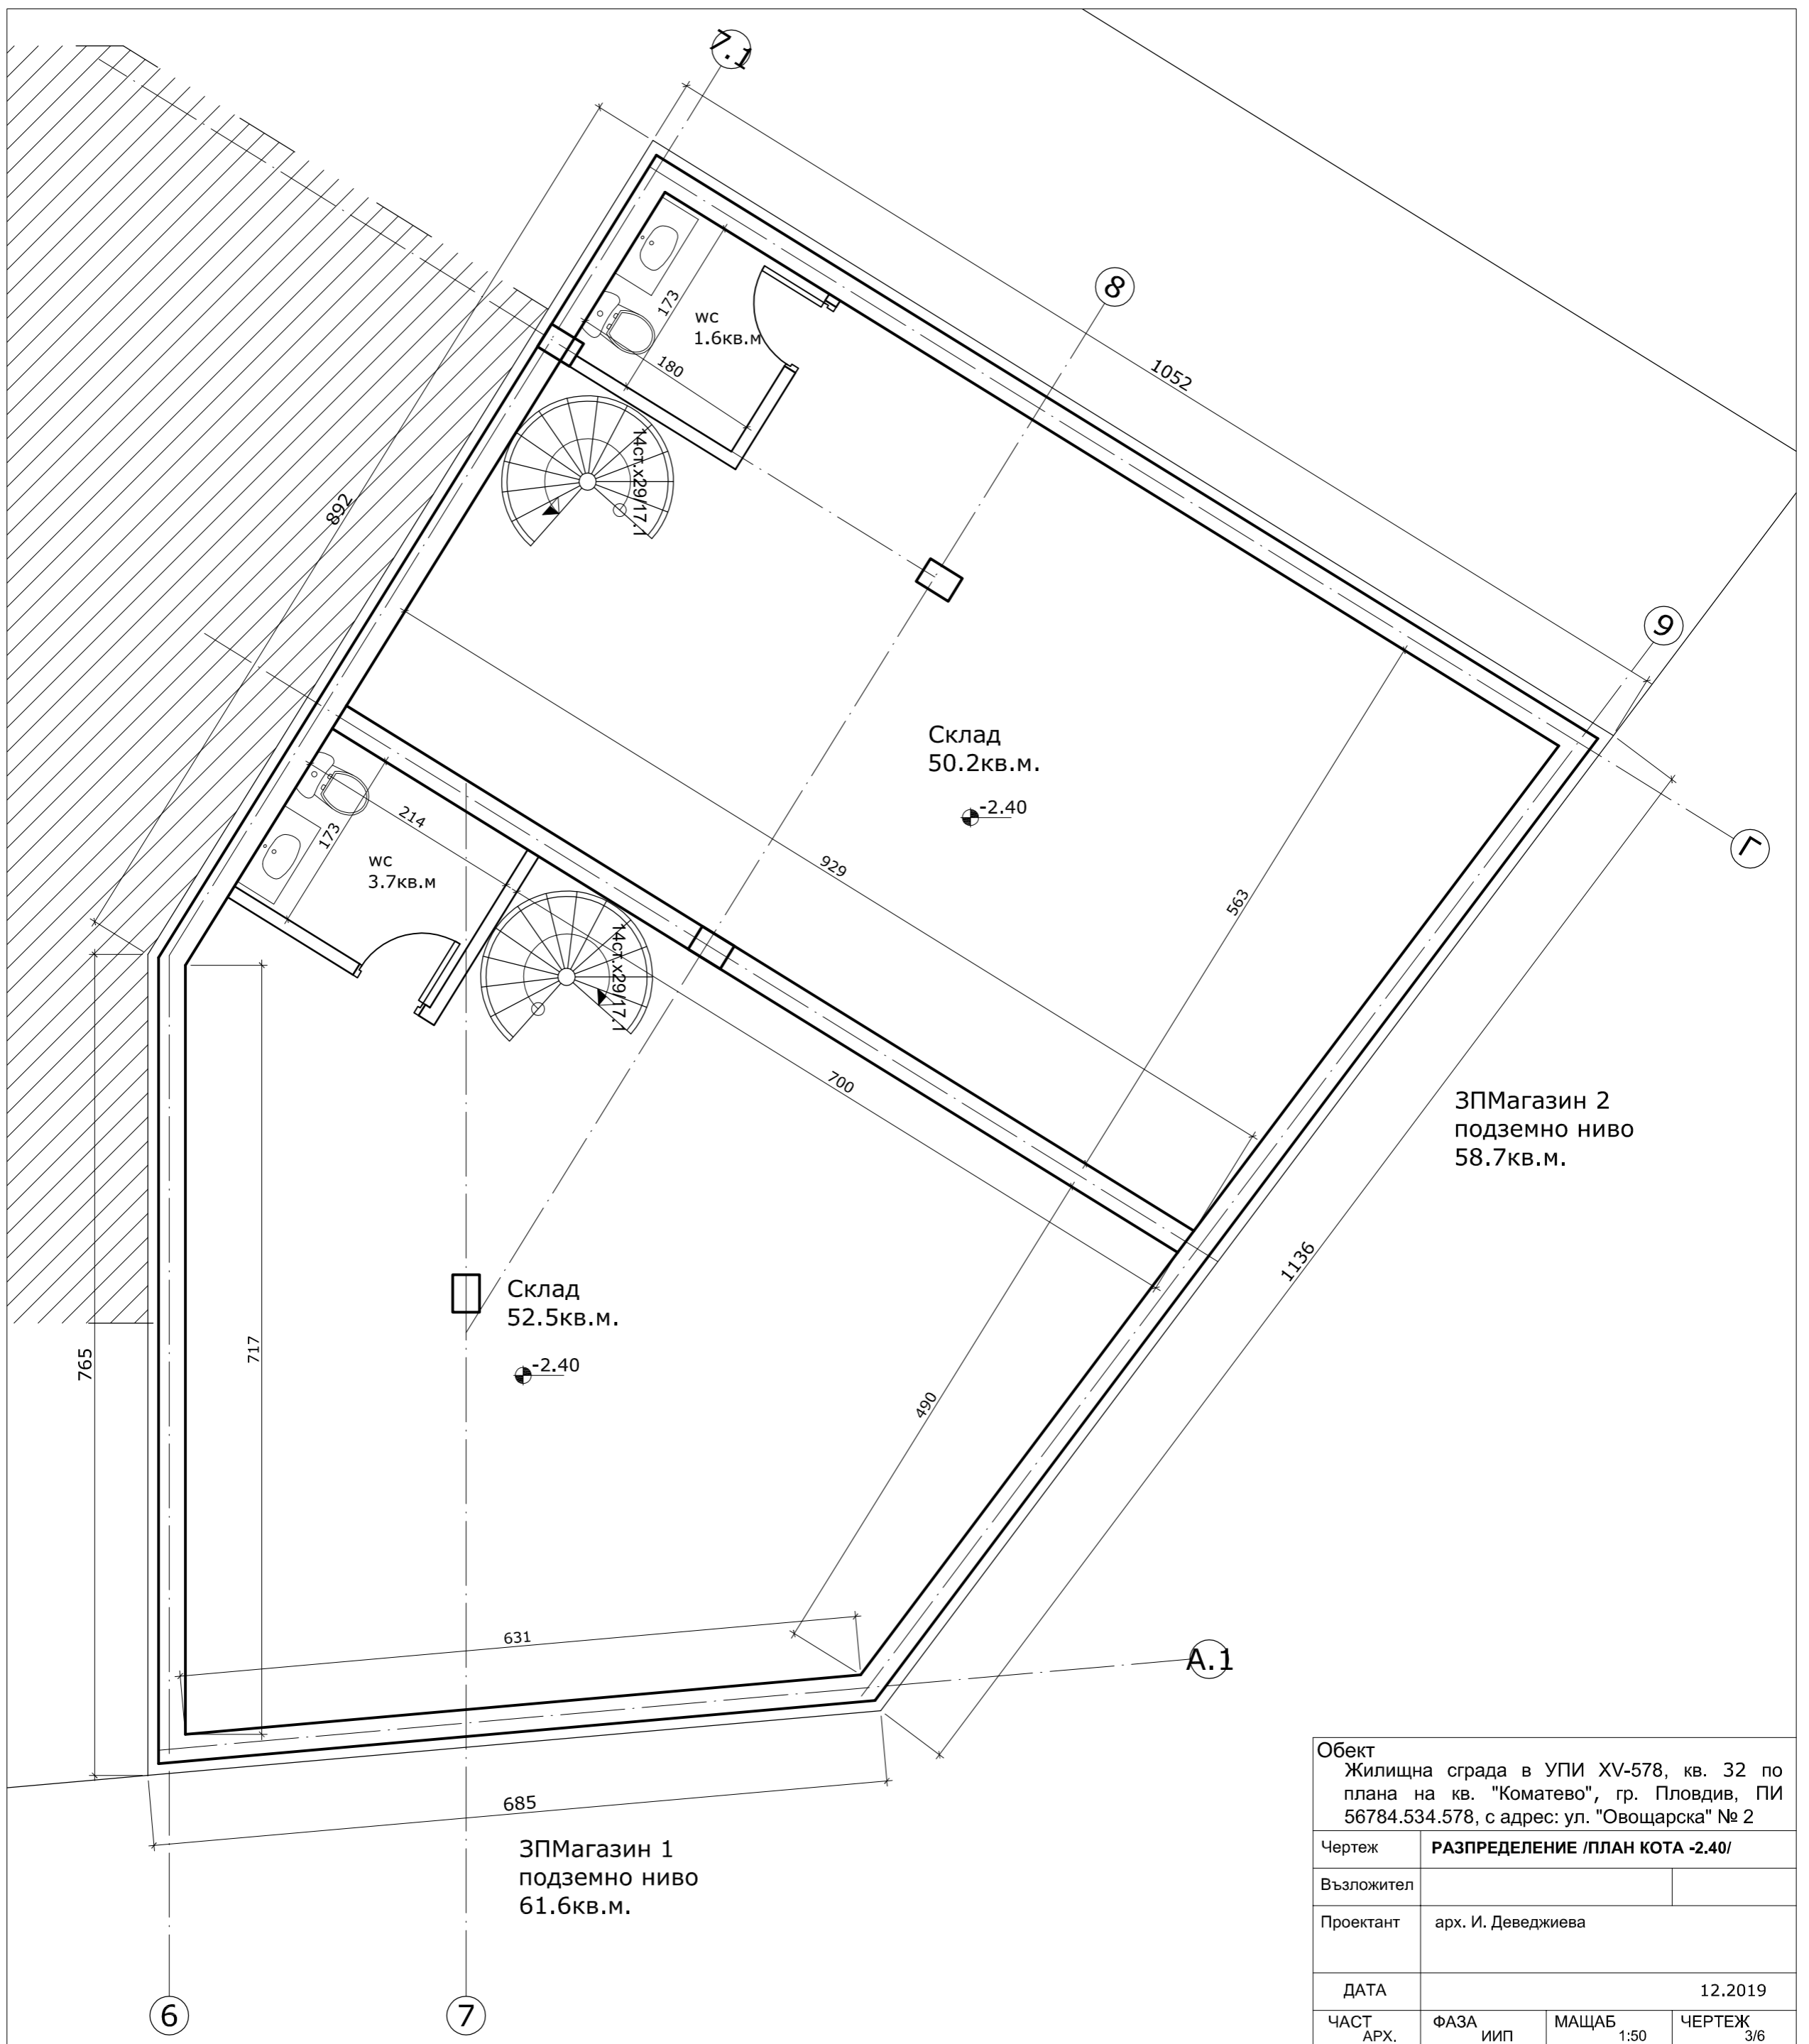 7.1
8
1052
173
wc
1.6кв.м
180
14ст.x29/17.1
892
9
Склад
50.2кв.м.
-2.40
Г
214
173
wc
3.7кв.м
929
563
14ст.x29/17.1
700
ЗПМагазин 2
подземно ниво
58.7кв.м.
1136
Склад
52.5кв.м.
-2.40
765
717
490
631
А.1
685
ЗПМагазин 1
подземно ниво
61.6кв.м.
6
7
Обект
Жилищна сграда в УПИ XV-578, кв. 32 по
плана на кв. "Коматево", гр. Пловдив, ПИ
56784.534.578, с адрес: ул. "Овощарска" № 2
Чертеж РАЗПРЕДЕЛЕНИЕ /ПЛАН КОТА -2.40/
Възложител
Проектант арх. И. Деведжиева
ДАТА 12.2019
ЧАСТ ФАЗА МАЩАБ ЧЕРТЕЖ
АРХ. ИИП 1:50 3/6